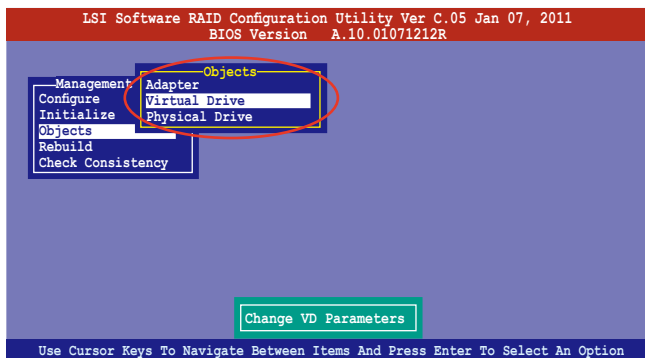 LSI Software RAID Configuration Utility Ver C.05 Jan 07, 2011
BIOS Version A.10.01071212R
Objects
Adapter
Virtual Drive
Physical Drive
Management
Configure
Initialize
Objects
Rebuild
Check Consistency
Change VD Parameters
Use Cursor Keys To Navigate Between Items And Press Enter To Select An Option